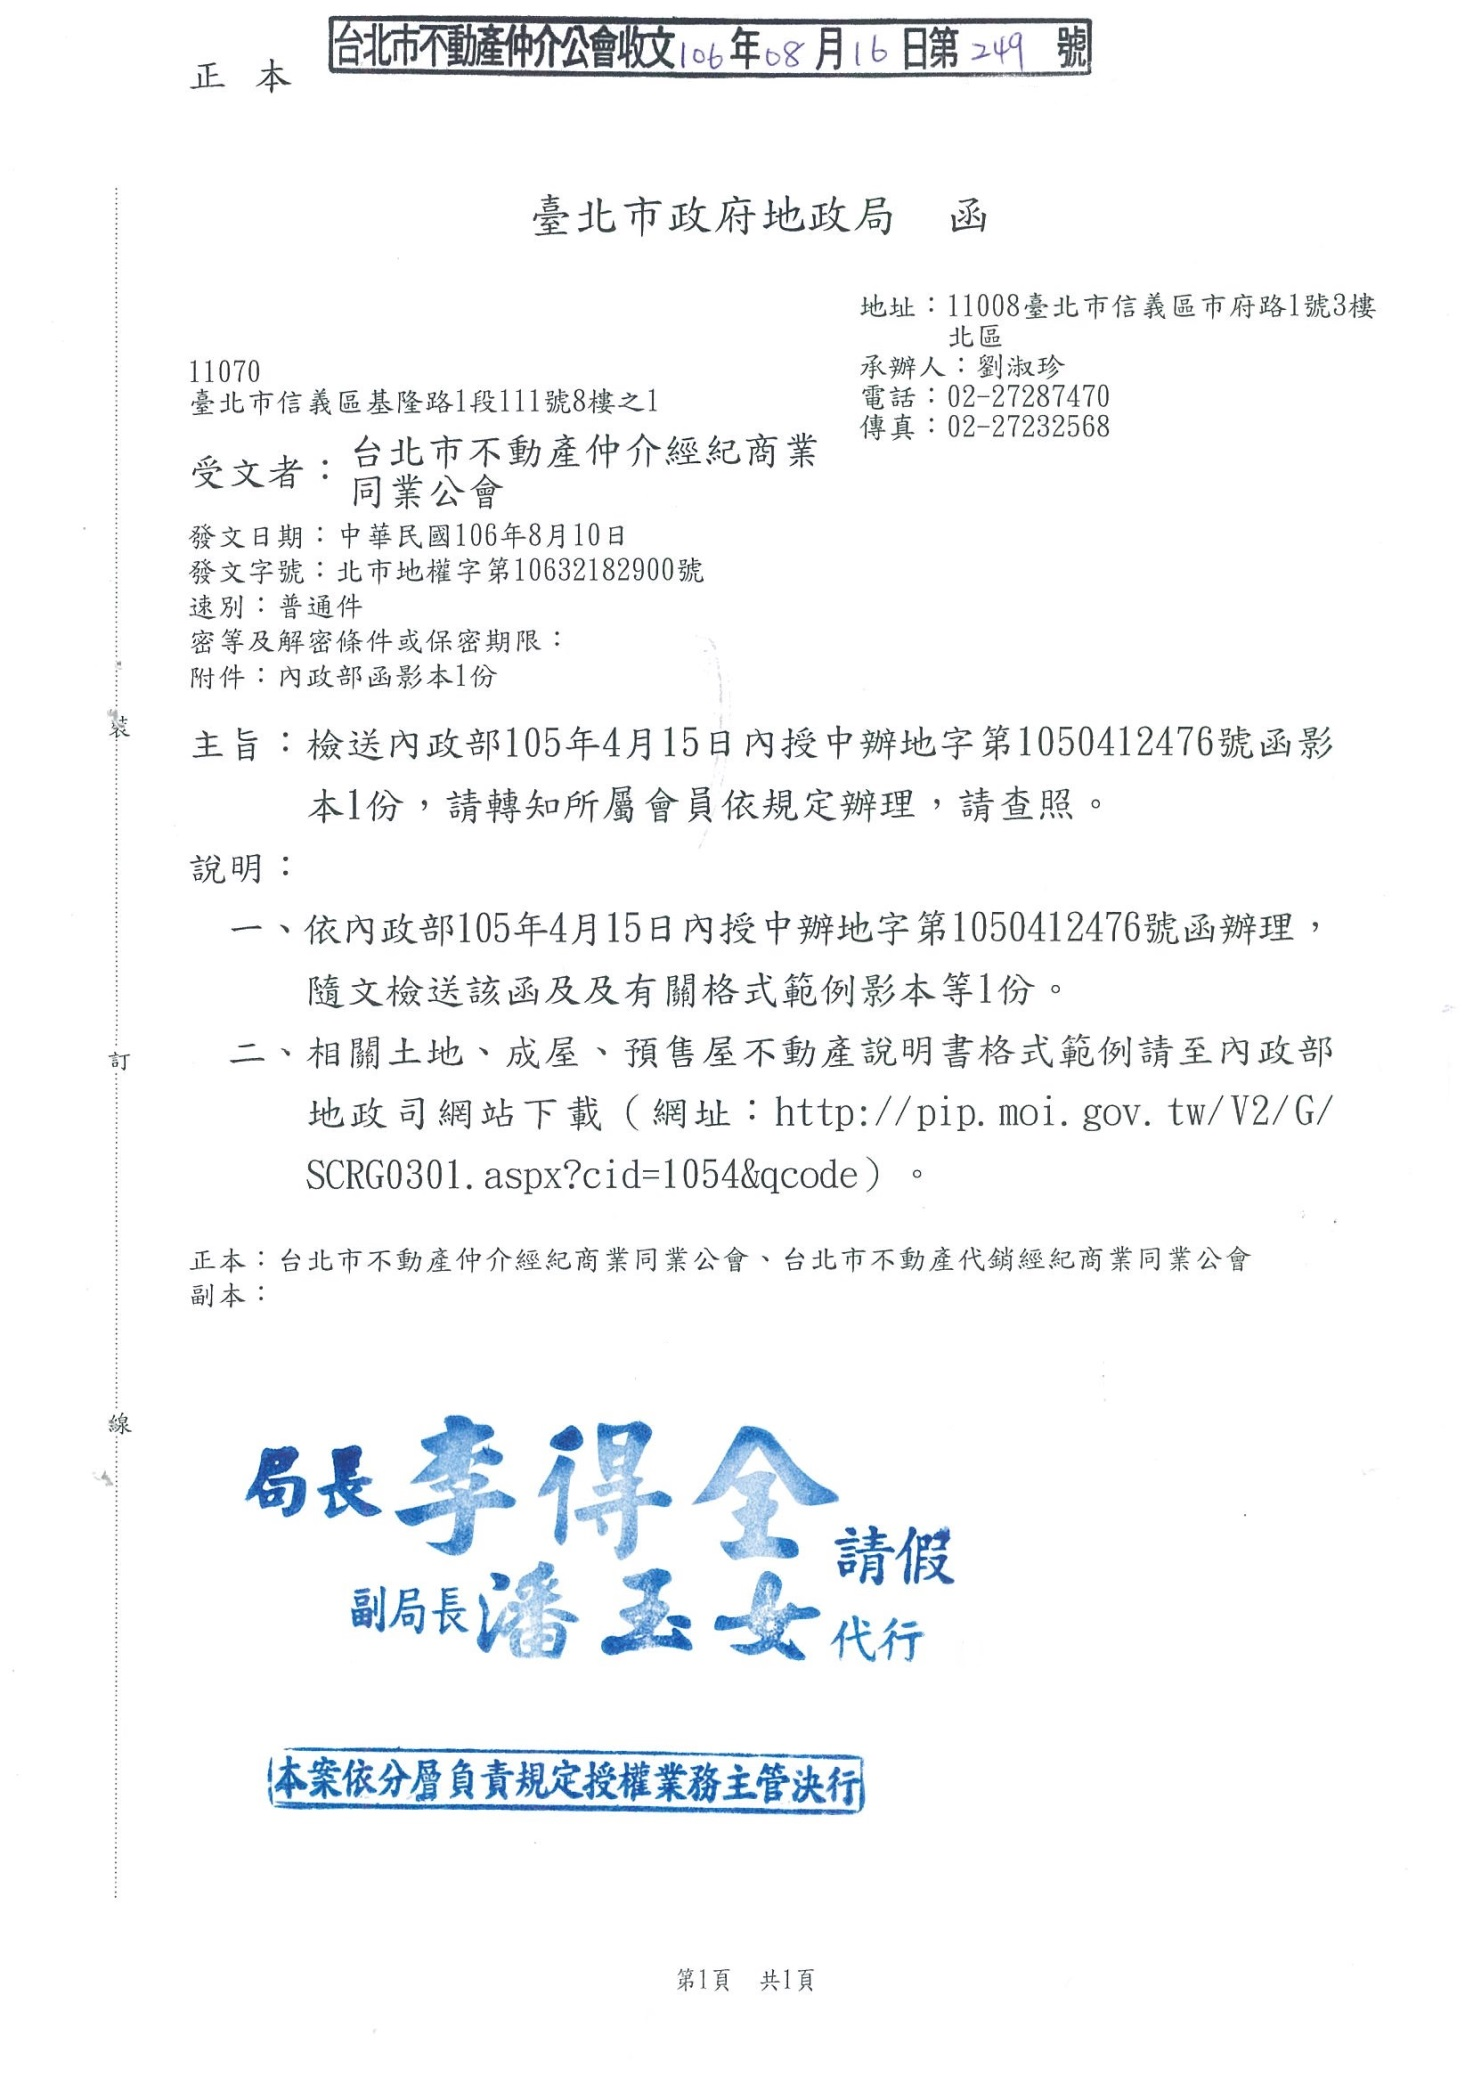 台北市不動產仲介公會收文106年08月16日第249號
正本
臺北市政府地政局 函
地址：11008臺北市信義區市府路1號3樓
北區
承辦人：劉淑珍
電話：02-27287470
傳真：02-27232568
11070
臺北市信義區基隆路1段111號8樓之1
受文者：台北市不動產仲介經紀商業
同業公會
發文日期：中華民國106年8月10日
發文字號：北市地權字第10632182900號
速別：普通件
密等及解密條件或保密期限：
附件：內政部函影本1份
主旨：檢送內政部105年4月15日內授中辦地字第1050412476號函影
本1份，請轉知所屬會員依規定辦理，請查照。
說明：
一、依內政部105年4月15日內授中辦地字第1050412476號函辦理，
隨文檢送該函及及有關格式範例影本等1份。
二、相關土地、成屋、預售屋不動產說明書格式範例請至內政部
地政司網站下載（網址：http://pip.moi.gov.tw/V2/G/
SCRG0301.aspx?cid=1054&qcode）。
正本：台北市不動產仲介經紀商業同業公會、台北市不動產代銷經紀商業同業公會
副本：
裝
訂
線
局長李得全請假
副局長潘玉女代行
本案依分層負責規定授權業務主管決行
第1頁 共1頁